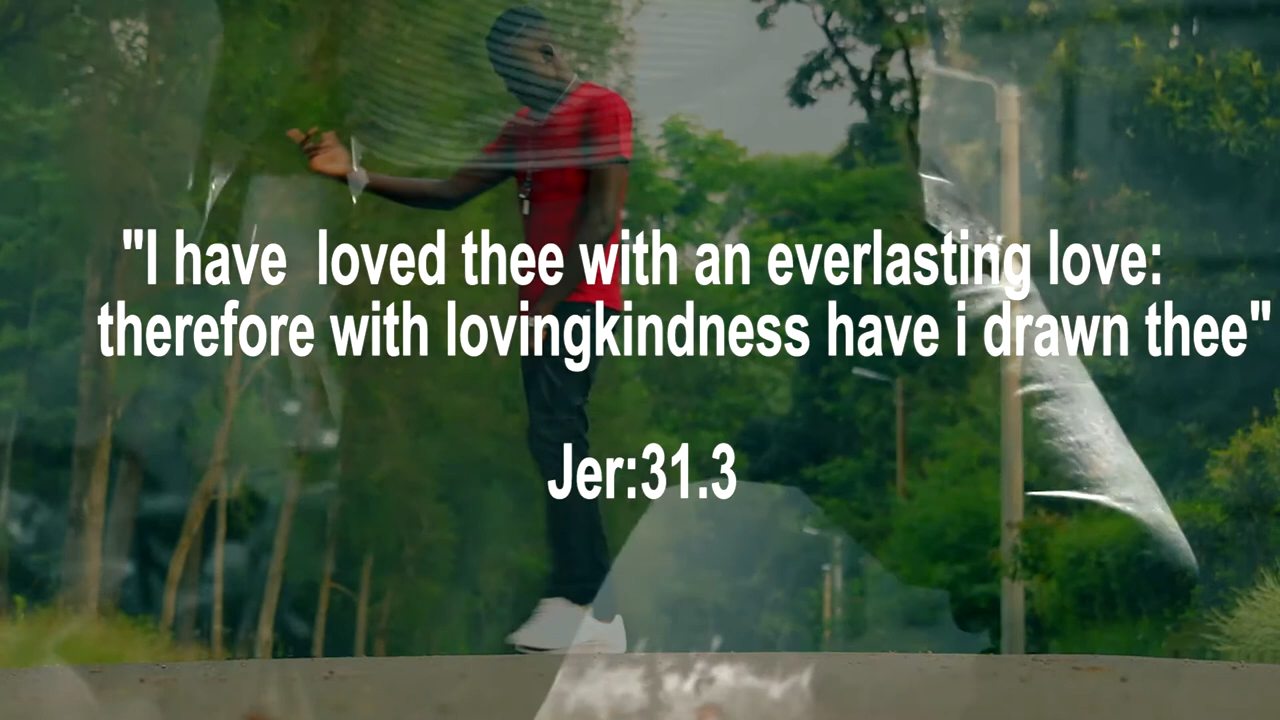 "I have  loved thee with an everlasting love:
therefore with lovingkindness have i drawn thee"
Jer:31.3